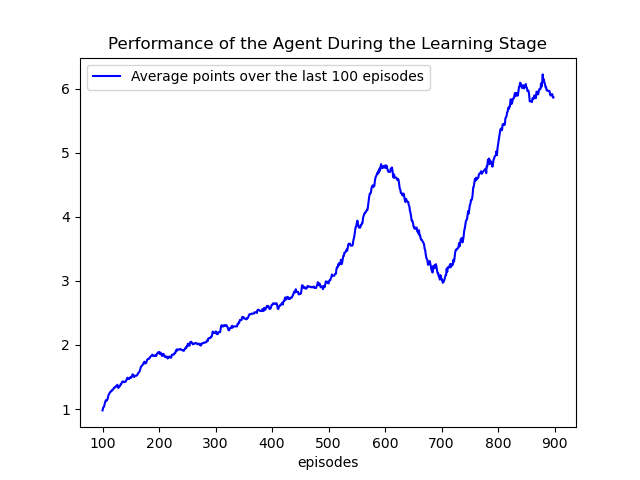 Performance of the Agent During the Learning Stage
Average points over the last 100 episodes
6
5
4
3
2
1
100 200 300 400 500 600 700 800 900
episodes